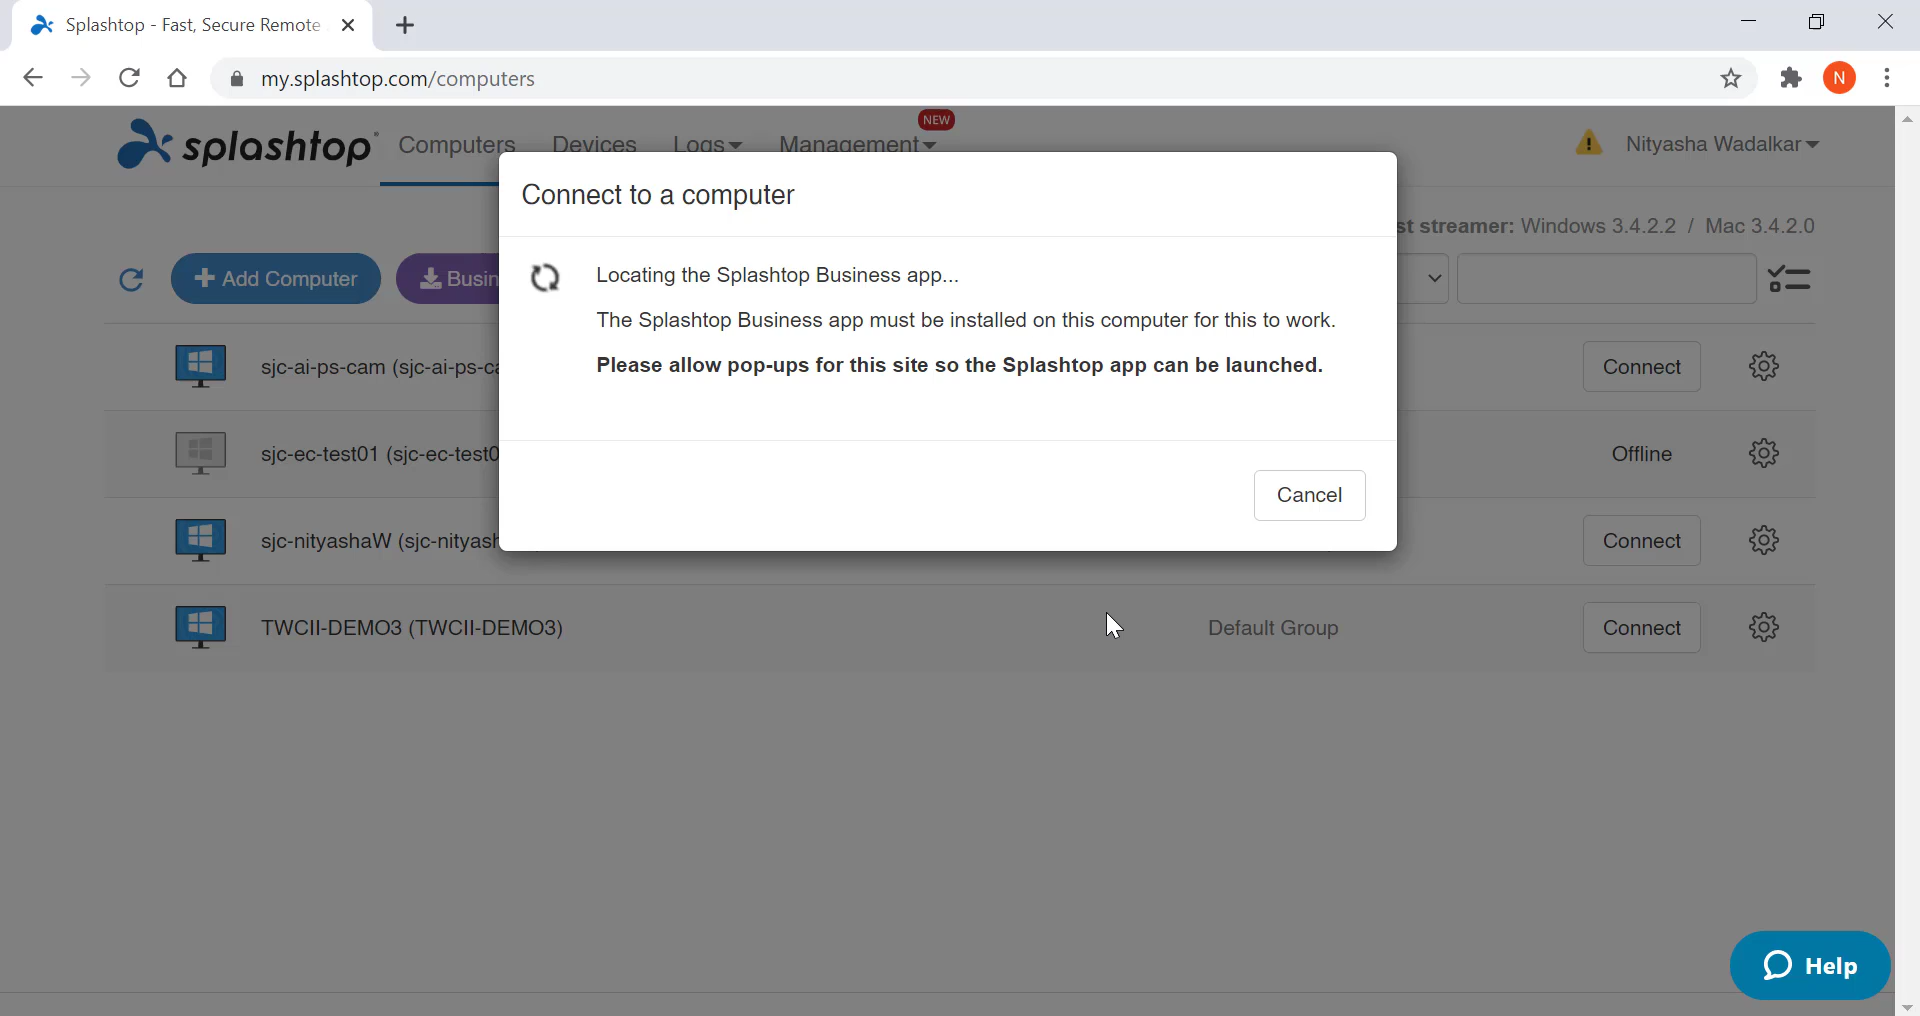 Splashtop - Fast, Secure Remote
my.splashtop.com/computers
splashtop
Computers
Devices
Logs
Management
NEW
Nityasha Wadalkar
Connect to a computer
st streamer: Windows 3.4.2.2 / Mac 3.4.2.0
Add Computer
Busin
Locating the Splashtop Business app...
The Splashtop Business app must be installed on this computer for this to work.
Please allow pop-ups for this site so the Splashtop app can be launched.
Cancel
sjc-ai-ps-cam (sjc-ai-ps-ca
Connect
sjc-ec-test01 (sjc-ec-test0
Offline
sjc-nityashaW (sjc-nityash
Connect
TWCII-DEMO3 (TWCII-DEMO3)
Default Group
Connect
Help
N